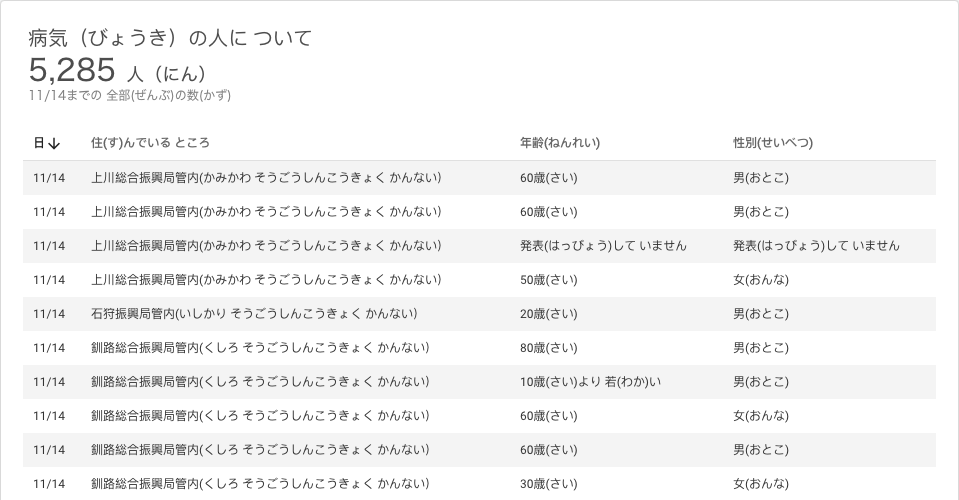 病気（びょうき）の人に ついて
5,285 人（にん）
11/14までの 全部(ぜんぶ)の数(かず)
日↓ 住(す)んでいる ところ 年齢(ねんれい) 性別(せいべつ)
11/14 上川総合振興局管内(かみかわ そうごうしんこうきょく かんない) 60歳(さい) 男(おとこ)
11/14 上川総合振興局管内(かみかわ そうごうしんこうきょく かんない) 60歳(さい) 男(おとこ)
11/14 上川総合振興局管内(かみかわ そうごうしんこうきょく かんない) 発表(はっぴょう)して いません 発表(はっぴょう)して いません
11/14 上川総合振興局管内(かみかわ そうごうしんこうきょく かんない) 50歳(さい) 女(おんな)
11/14 石狩振興局管内(いしかり そうごうしんこうきょく かんない) 20歳(さい) 男(おとこ)
11/14 釧路総合振興局管内(くしろ そうごうしんこうきょく かんない) 80歳(さい) 男(おとこ)
11/14 釧路総合振興局管内(くしろ そうごうしんこうきょく かんない) 10歳(さい)より 若(わか)い 男(おとこ)
11/14 釧路総合振興局管内(くしろ そうごうしんこうきょく かんない) 60歳(さい) 女(おんな)
11/14 釧路総合振興局管内(くしろ そうごうしんこうきょく かんない) 60歳(さい) 男(おとこ)
11/14 釧路総合振興局管内(くしろ そうごうしんこうきょく かんない) 30歳(さい) 女(おんな)